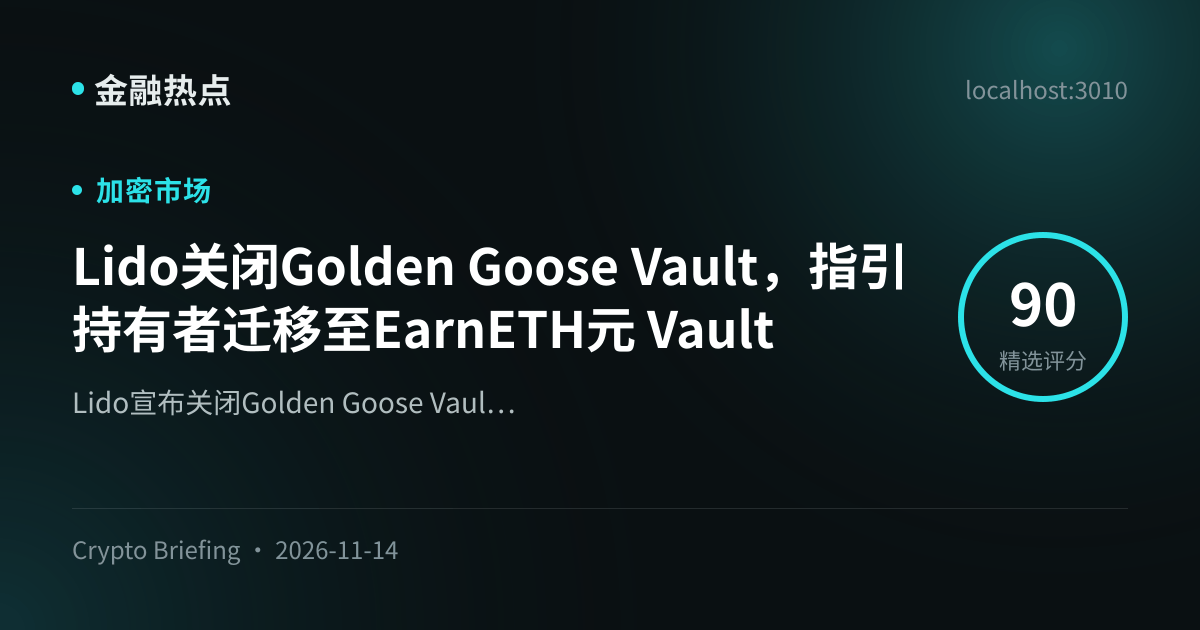 金融热点
localhost:3010
加密市场
Lido关闭Golden Goose Vault，指引
持有者迁移至EarnETH元 Vault
90
精选评分
Lido宣布关闭Golden Goose Vaul…
Crypto Briefing · 2026-11-14